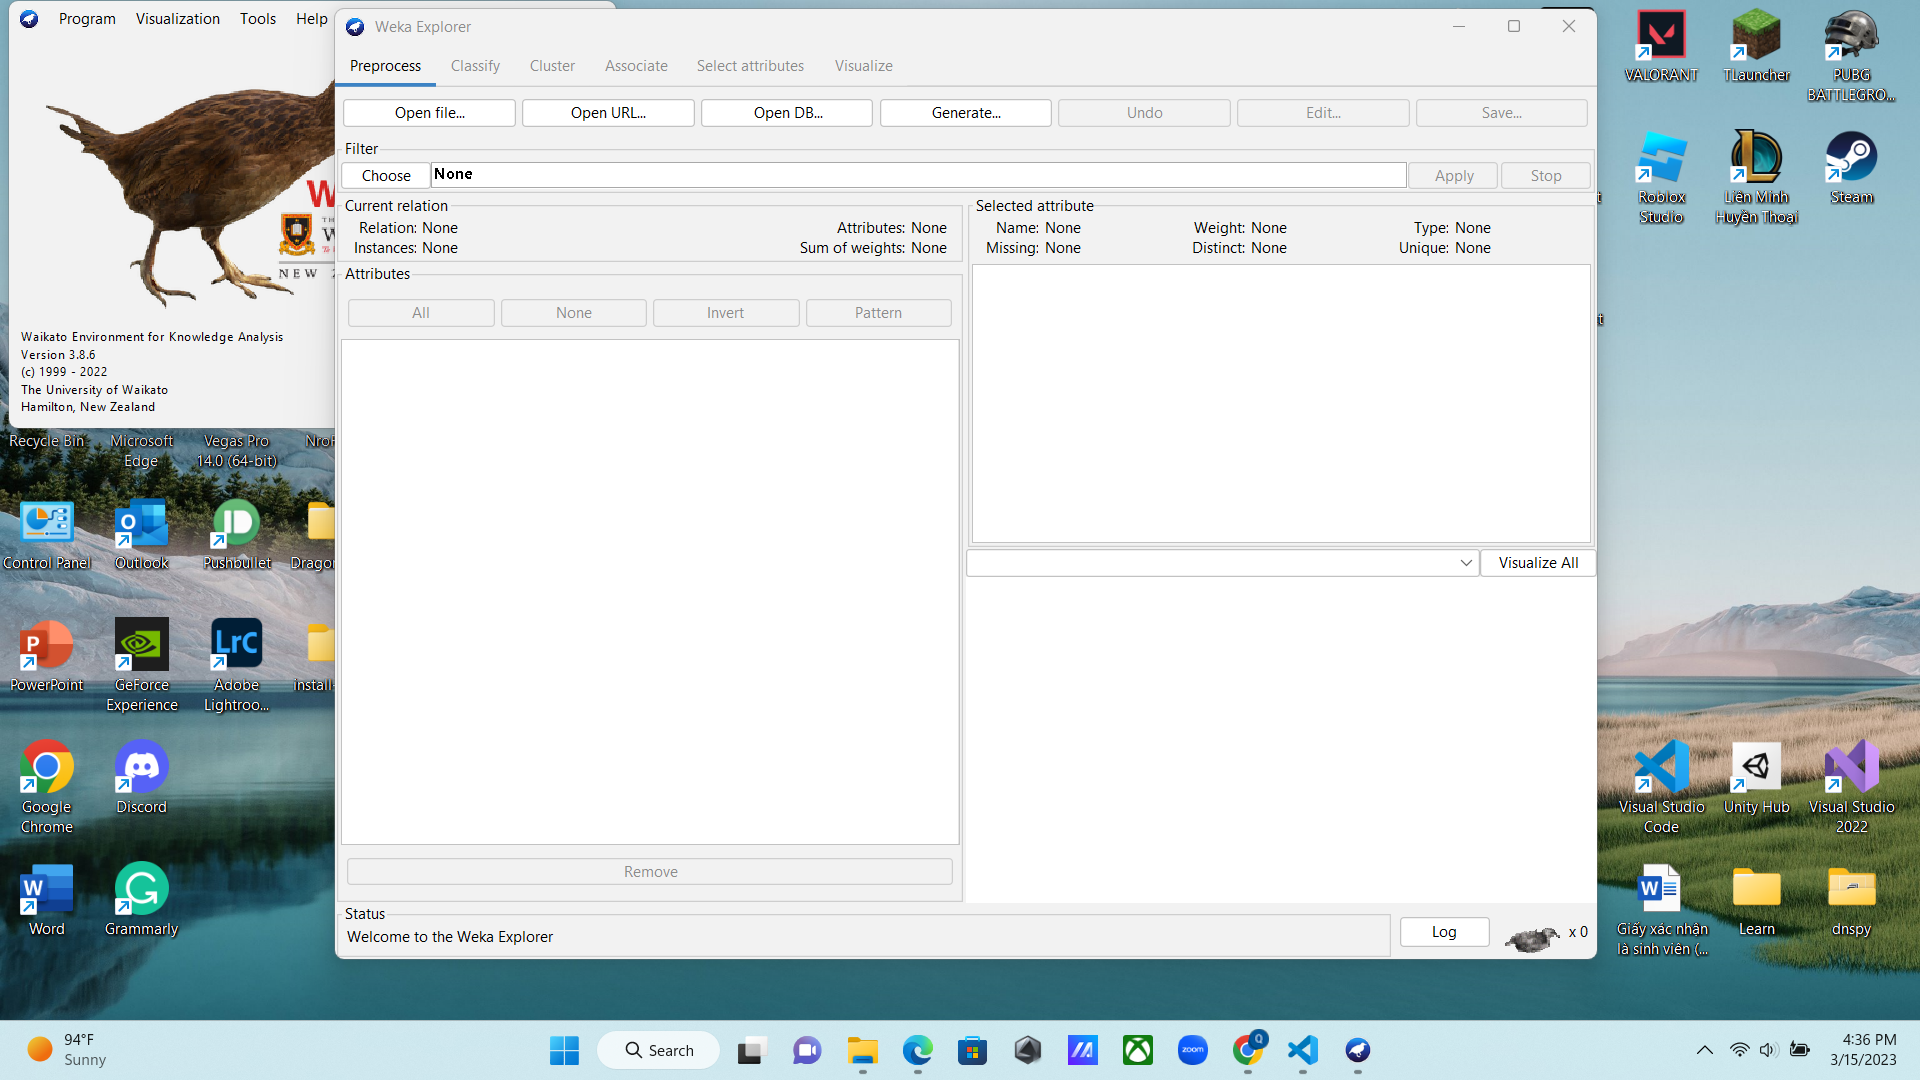 Program Visualization Tools Help
Waikato Environment for Knowledge Analysis
Version 3.8.6
(c) 1999 - 2022
The University of Waikato
Hamilton, New Zealand
Weka Explorer
Preprocess Classify Cluster Associate Select attributes Visualize
Open file... Open URL... Open DB... Generate... Undo Edit... Save...
Filter
Choose None Apply Stop
Current relation
Relation: None Attributes: None
Instances: None Sum of weights: None
Selected attribute
Name: None Weight: None Type: None
Missing: None Distinct: None Unique: None
Attributes
All None Invert Pattern
Visualize All
Remove
Status
Welcome to the Weka Explorer
Log x 0
Recycle Bin
Microsoft
Edge
Vegas Pro
14.0 (64-bit)
Control Panel
Outlook
Pushbullet
PowerPoint
GeForce
Experience
Adobe
Lightroo...
LrC
Google
Chrome
Discord
Word
Grammarly
VALORANT
TLauncher
PUBG
BATTLEGRO...
Roblox
Studio
Liên Minh
Huyền Thoại
Steam
Visual Studio
Code
Unity Hub
Visual Studio
2022
Giấy xác nhận
là sinh viên (...
Learn
dnspy
94°F
Sunny
Search
zoom
Q
4:36 PM
3/15/2023